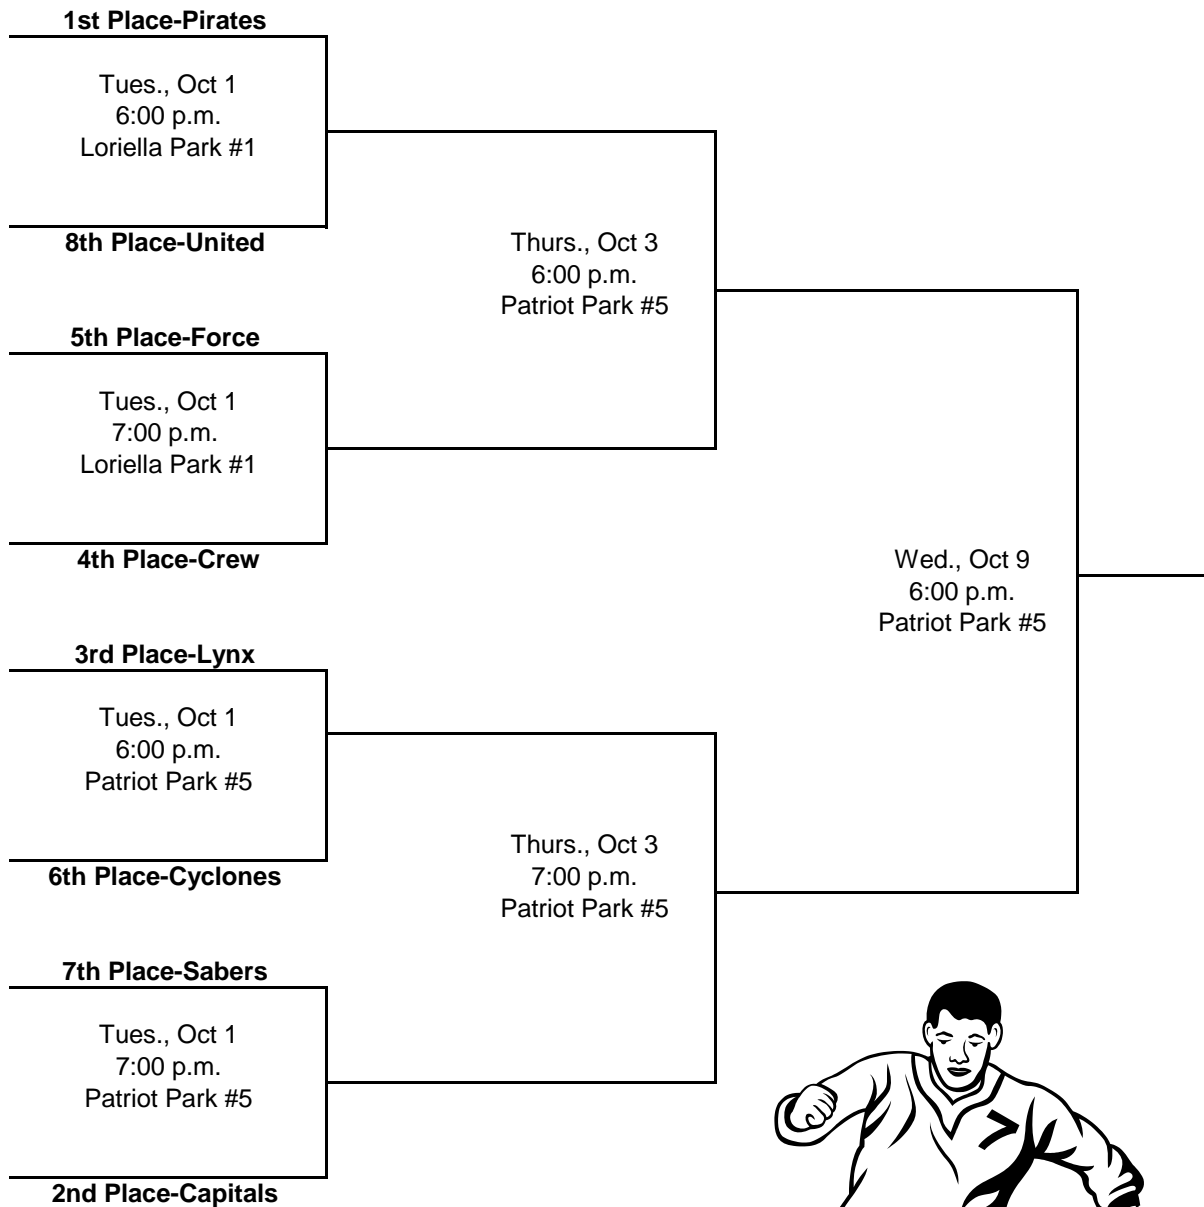 1st Place-Pirates
Tues., Oct 1
6:00 p.m.
Loriella Park #1
8th Place-United
Thurs., Oct 3
6:00 p.m.
Patriot Park #5
5th Place-Force
Tues., Oct 1
7:00 p.m.
Loriella Park #1
4th Place-Crew
Wed., Oct 9
6:00 p.m.
Patriot Park #5
3rd Place-Lynx
Tues., Oct 1
6:00 p.m.
Patriot Park #5
6th Place-Cyclones
Thurs., Oct 3
7:00 p.m.
Patriot Park #5
7th Place-Sabers
Tues., Oct 1
7:00 p.m.
Patriot Park #5
2nd Place-Capitals
7